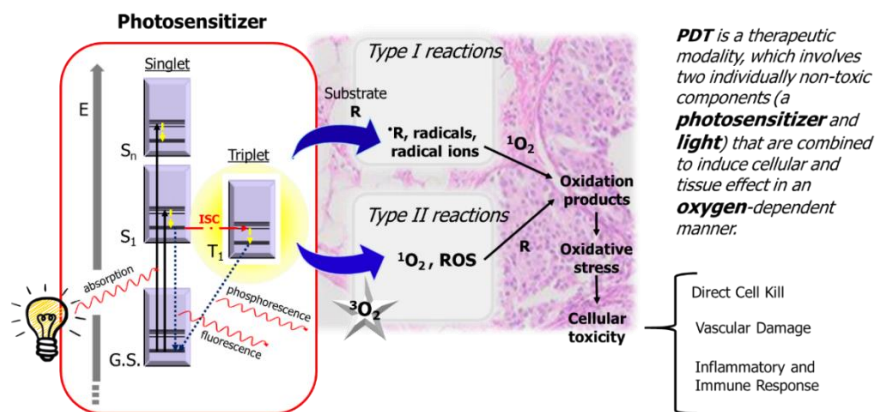 Photosensitizer
E
Singlet
Sₙ
S₁
G.S.
Triplet
ISC
T₁
absorption
phosphorescence
fluorescence
Type I reactions
Substrate
R
•R, radicals,
radical ions
¹O₂
Type II reactions
¹O₂, ROS
R
³O₂
Oxidation
products
Oxidative
stress
Cellular
toxicity
PDT is a therapeutic
modality, which involves
two individually non-toxic
components (a
photosensitizer and
light) that are combined
to induce cellular and
tissue effect in an
oxygen-dependent
manner.
Direct Cell Kill
Vascular Damage
Inflammatory and
Immune Response